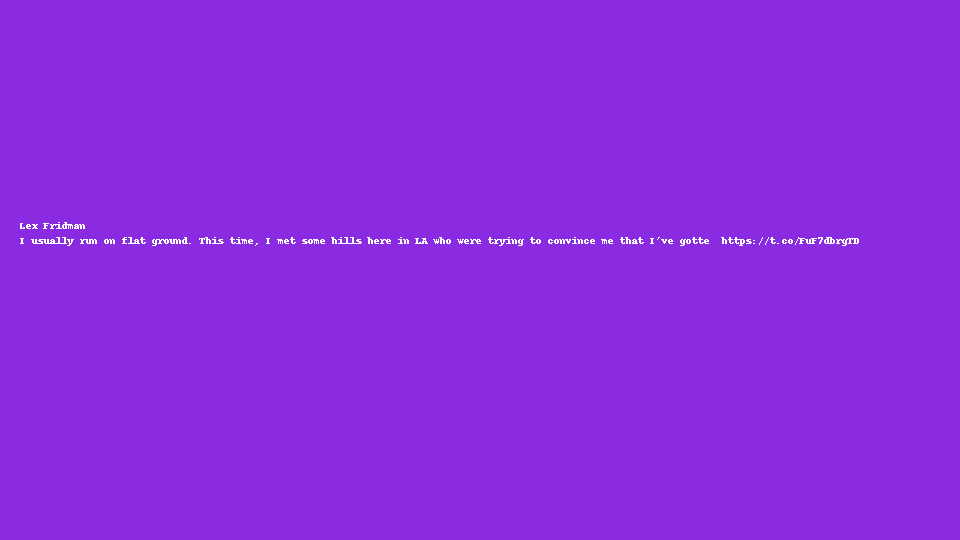 Lex Fridman
I usually run on flat ground. This time, I met some hills here in LA who were trying to convince me that I've gotte  https://t.co/FuF7dbrgTD